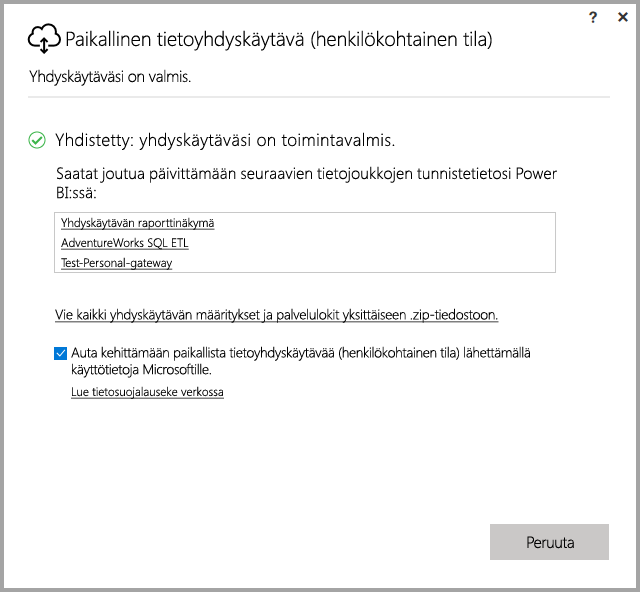 ? ×
Paikallinen tietoyhdyskäytävä (henkilökohtainen tila)
Yhdyskäytäväsi on valmis.
Yhdistetty: yhdyskäytäväsi on toimintavalmis.
Saatat joutua päivittämään seuraavien tietojoukkojen tunnistetietosi Power
BI:ssä:
Yhdyskäytävän raporttinäkymä
AdventureWorks SQL ETL
Test-Personal-gateway
Vie kaikki yhdyskäytävän määritykset ja palvelulokit yksittäiseen .zip-tiedostoon.
Auta kehittämään paikallista tietoyhdyskäytävää (henkilökohtainen tila) lähettämällä
käyttötietoja Microsoftille.
Lue tietosuojalauseke verkossa
Peruuta